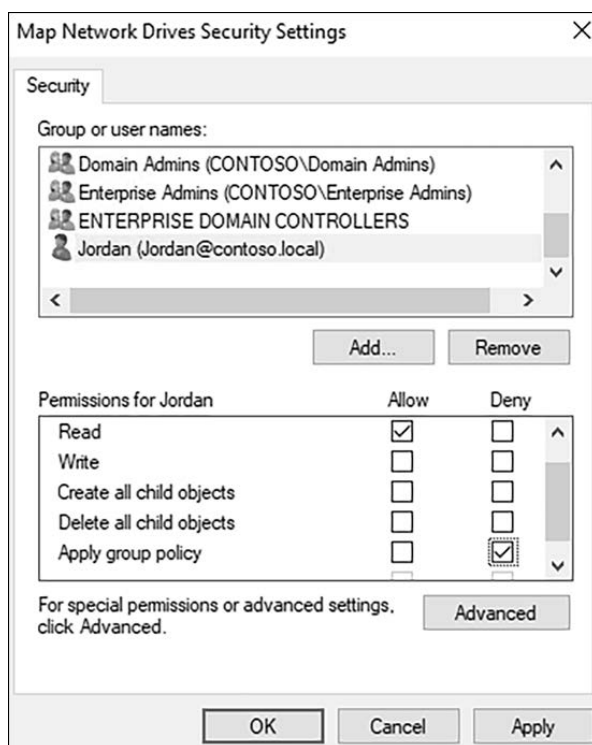 Map Network Drives Security Settings
Security
Group or user names:
Domain Admins (CONTOSO\Domain Admins)
Enterprise Admins (CONTOSO\Enterprise Admins)
ENTERPRISE DOMAIN CONTROLLERS
Jordan (Jordan@contoso.local)
Add... Remove
Permissions for Jordan Allow Deny
Read
Write
Create all child objects
Delete all child objects
Apply group policy
For special permissions or advanced settings, Advanced
click Advanced.
OK Cancel Apply